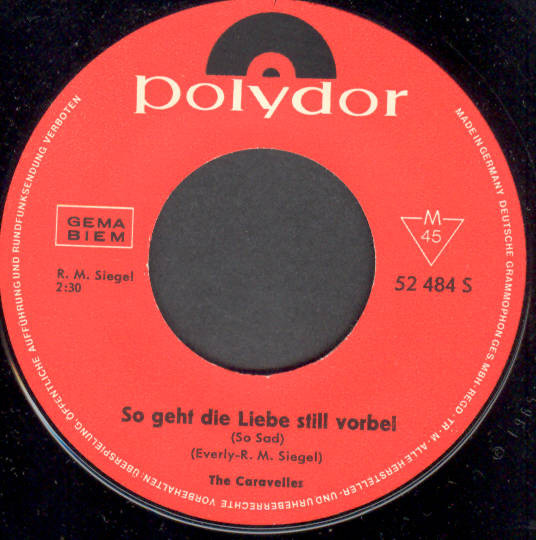 polydor
GEMA
BIEM
R. M. Siegel
2:30
M
45
52 484 S
So geht die Liebe still vorbei
(So Sad)
(Everly-R. M. Siegel)
The Caravelles
MADE IN GERMANY DEUTSCHE GRAMMOPHON GES. MBH · REGD. TR-M · ALLE HERSTELLER- UND URHEBERRECHTE VORBEHALTEN · ÜBERSPIELUNG, ÖFFENTLICHE AUFFÜHRUNG UND RUNDFUNKSENDUNG VERBOTEN